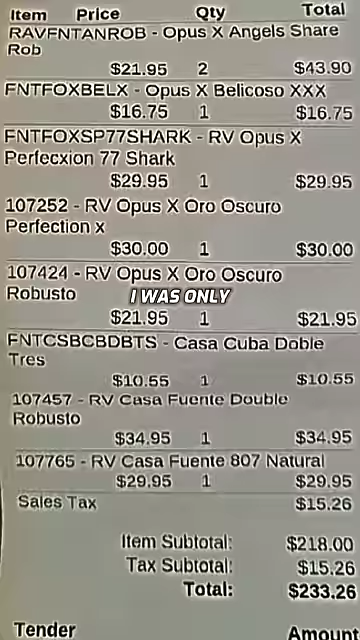 Item Price Qty Total
RAVFNTANROB - Opus X Angels Share
Rob
$21.95 2 $43.90
FNTFOXBELX - Opus X Belicoso XXX
$16.75 1 $16.75
FNTFOXSP77SHARK - RV Opus X
Perfecxion 77 Shark
$29.95 1 $29.95
107252 - RV Opus X Oro Oscuro
Perfection x
$30.00 1 $30.00
107424 - RV Opus X Oro Oscuro
Robusto
I WAS ONLY
$21.95 1 $21.95
FNTCSBCBDBTS - Casa Cuba Doble
Tres
$10.55 1 $10.55
107457 - RV Casa Fuente Double
Robusto
$34.95 1 $34.95
107765 - RV Casa Fuente 807 Natural
$29.95 1 $29.95
Sales Tax $15.26
Item Subtotal: $218.00
Tax Subtotal: $15.26
Total: $233.26
Tender Amount